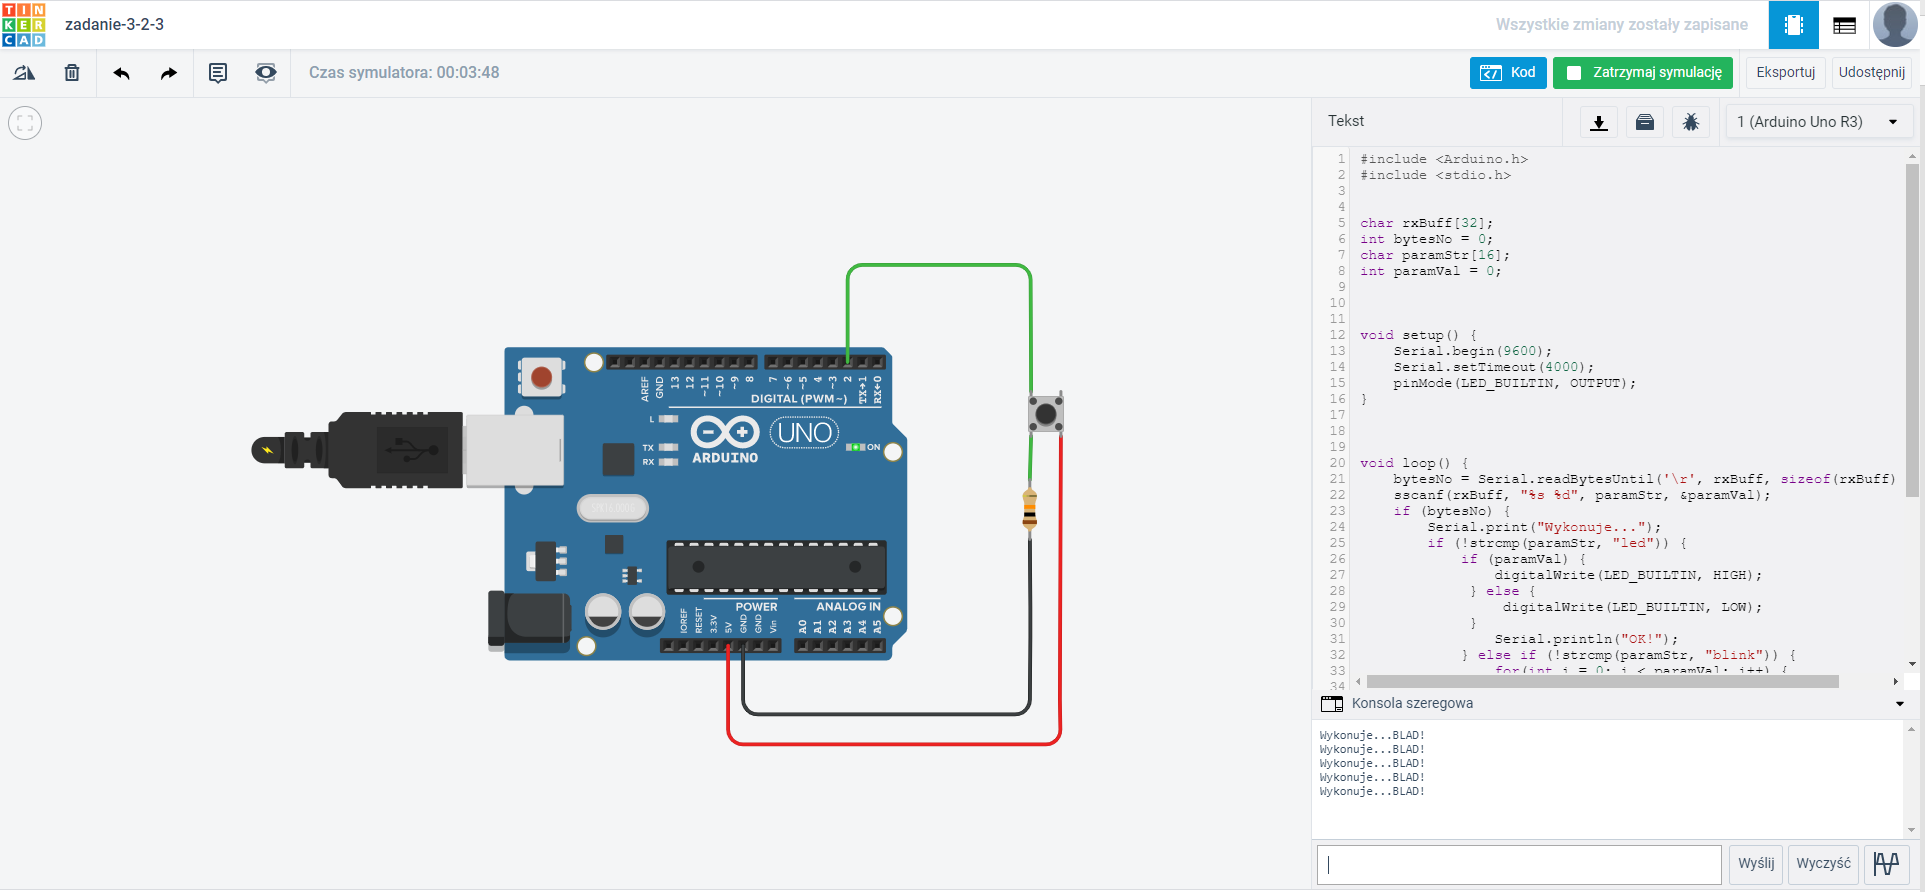 TIN
KER
CAD
zadanie-3-2-3
Wszystkie zmiany zostały zapisane
Czas symulatora: 00:03:48
Kod
Zatrzymaj symulację
Eksportuj
Udostępnij
Tekst
1 (Arduino Uno R3)
1 #include <Arduino.h>
2 #include <stdio.h>
3
4
5 char rxBuff[32];
6 int bytesNo = 0;
7 char paramStr[16];
8 int paramVal = 0;
9
10
11
12 void setup() {
13 Serial.begin(9600);
14 Serial.setTimeout(4000);
15 pinMode(LED_BUILTIN, OUTPUT);
16 }
17
18
19
20 void loop() {
21 bytesNo = Serial.readBytesUntil('\r', rxBuff, sizeof(rxBuff)
22 sscanf(rxBuff, "%s %d", paramStr, &paramVal);
23 if (bytesNo) {
24 Serial.print("Wykonuje...");
25 if (!strcmp(paramStr, "led")) {
26 if (paramVal) {
27 digitalWrite(LED_BUILTIN, HIGH);
28 } else {
29 digitalWrite(LED_BUILTIN, LOW);
30 }
31 Serial.println("OK!");
32 } else if (!strcmp(paramStr, "blink")) {
33 for(int i = 0; i < paramVal; i++) {
34
AREF
GND
13
12
~11
~10
~9
8
7
~6
~5
4
~3
2
TX→1
RX←0
DIGITAL (PWM~)
L
TX
RX
UNO
ARDUINO
ON
POWER
ANALOG IN
IOREF
RESET
3.3V
5V
GND
GND
Vin
A0
A1
A2
A3
A4
A5
Konsola szeregowa
Wykonuje...BLAD!
Wykonuje...BLAD!
Wykonuje...BLAD!
Wykonuje...BLAD!
Wykonuje...BLAD!
Wyślij
Wyczyść